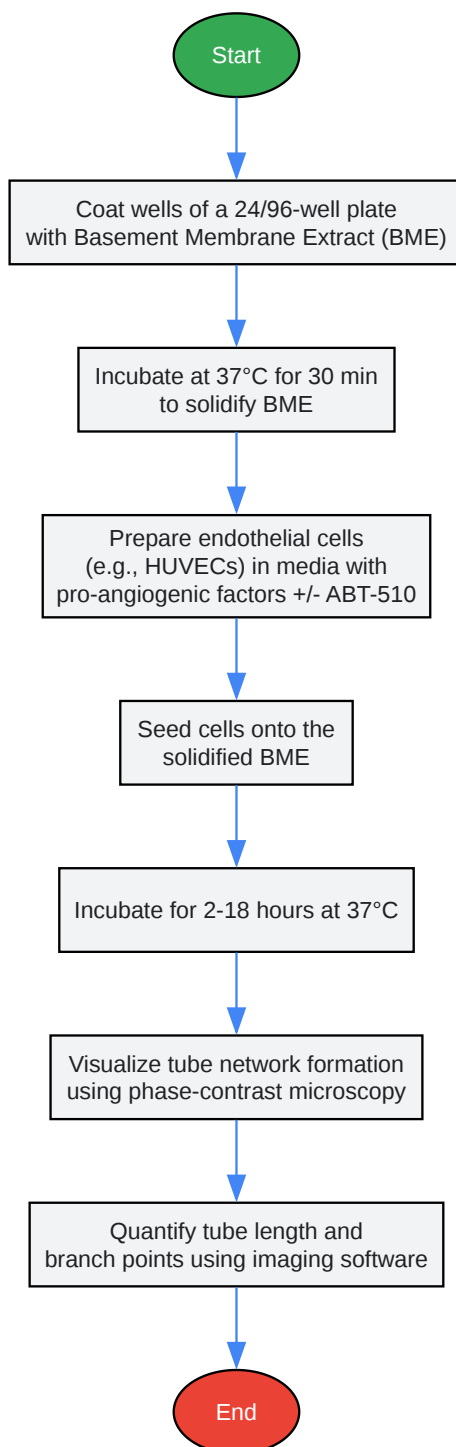 Start
Coat wells of a 24/96-well plate
with Basement Membrane Extract (BME)
Incubate at 37°C for 30 min
to solidify BME
Prepare endothelial cells
(e.g., HUVECs) in media with
pro-angiogenic factors +/- ABT-510
Seed cells onto the
solidified BME
Incubate for 2-18 hours at 37°C
Visualize tube network formation
using phase-contrast microscopy
Quantify tube length and
branch points using imaging software
End